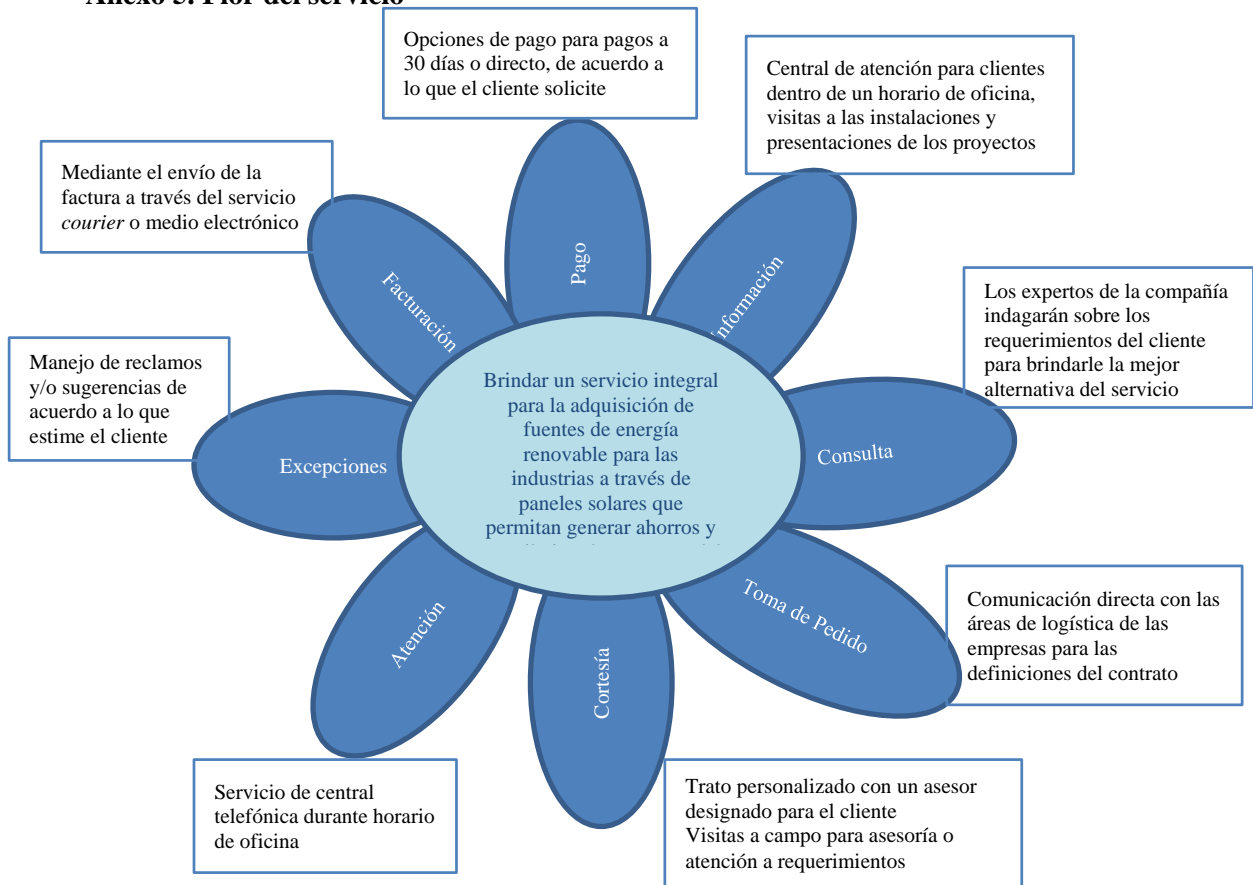 Anexo 5. Flor del servicio
Opciones de pago para pagos a
30 días o directo, de acuerdo a
lo que el cliente solicite
Central de atención para clientes
dentro de un horario de oficina,
visitas a las instalaciones y
presentaciones de los proyectos
Mediante el envío de la
factura a través del servicio
courier o medio electrónico
Pago
Información
Facturación
Los expertos de la compañía
indagarán sobre los
requerimientos del cliente
para brindarle la mejor
alternativa del servicio
Manejo de reclamos
y/o sugerencias de
acuerdo a lo que
estime el cliente
Brindar un servicio integral
para la adquisición de
fuentes de energía
renovable para las
industrias a través de
paneles solares que
permitan generar ahorros y
Excepciones
Consulta
Toma de Pedido
Atención
Cortesía
Comunicación directa con las
áreas de logística de las
empresas para las
definiciones del contrato
Servicio de central
telefónica durante horario
de oficina
Trato personalizado con un asesor
designado para el cliente
Visitas a campo para asesoría o
atención a requerimientos